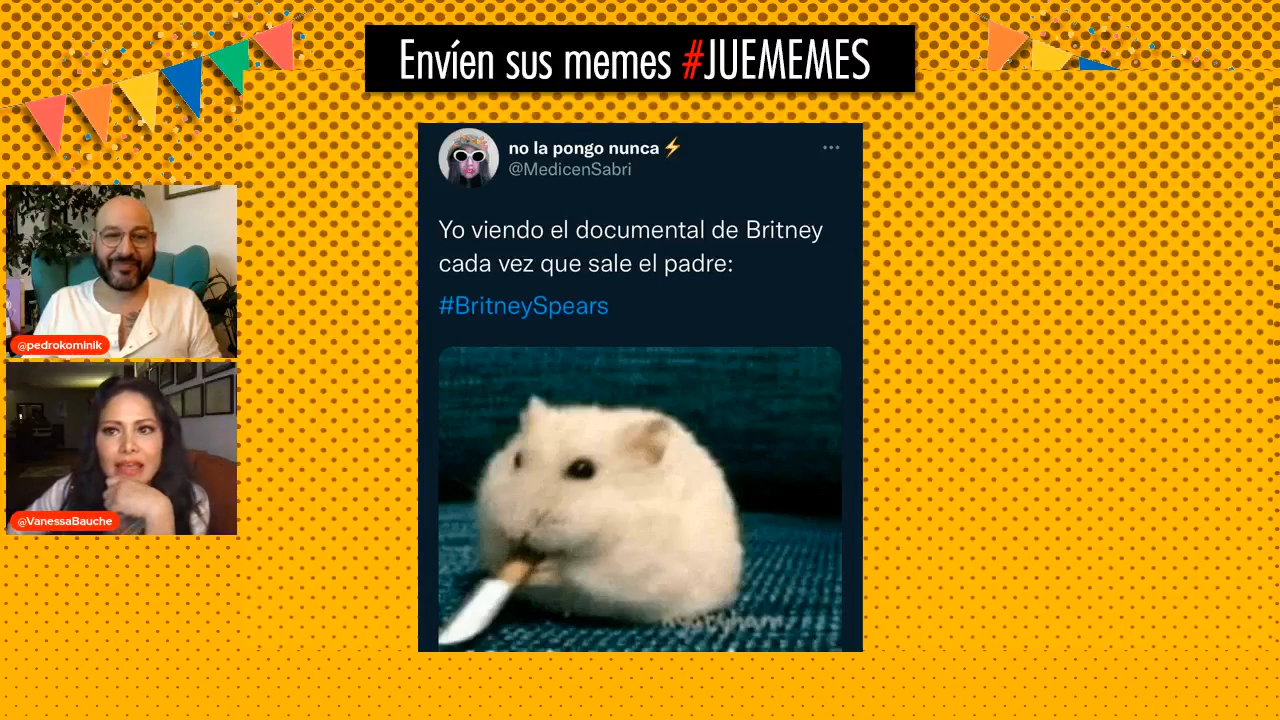 Envíen sus memes #JUEMEMES
no la pongo nunca⚡
@MedicenSabri
Yo viendo el documental de Britney
cada vez que sale el padre:
#BritneySpears
@pedrokominik
@VanessaBauche